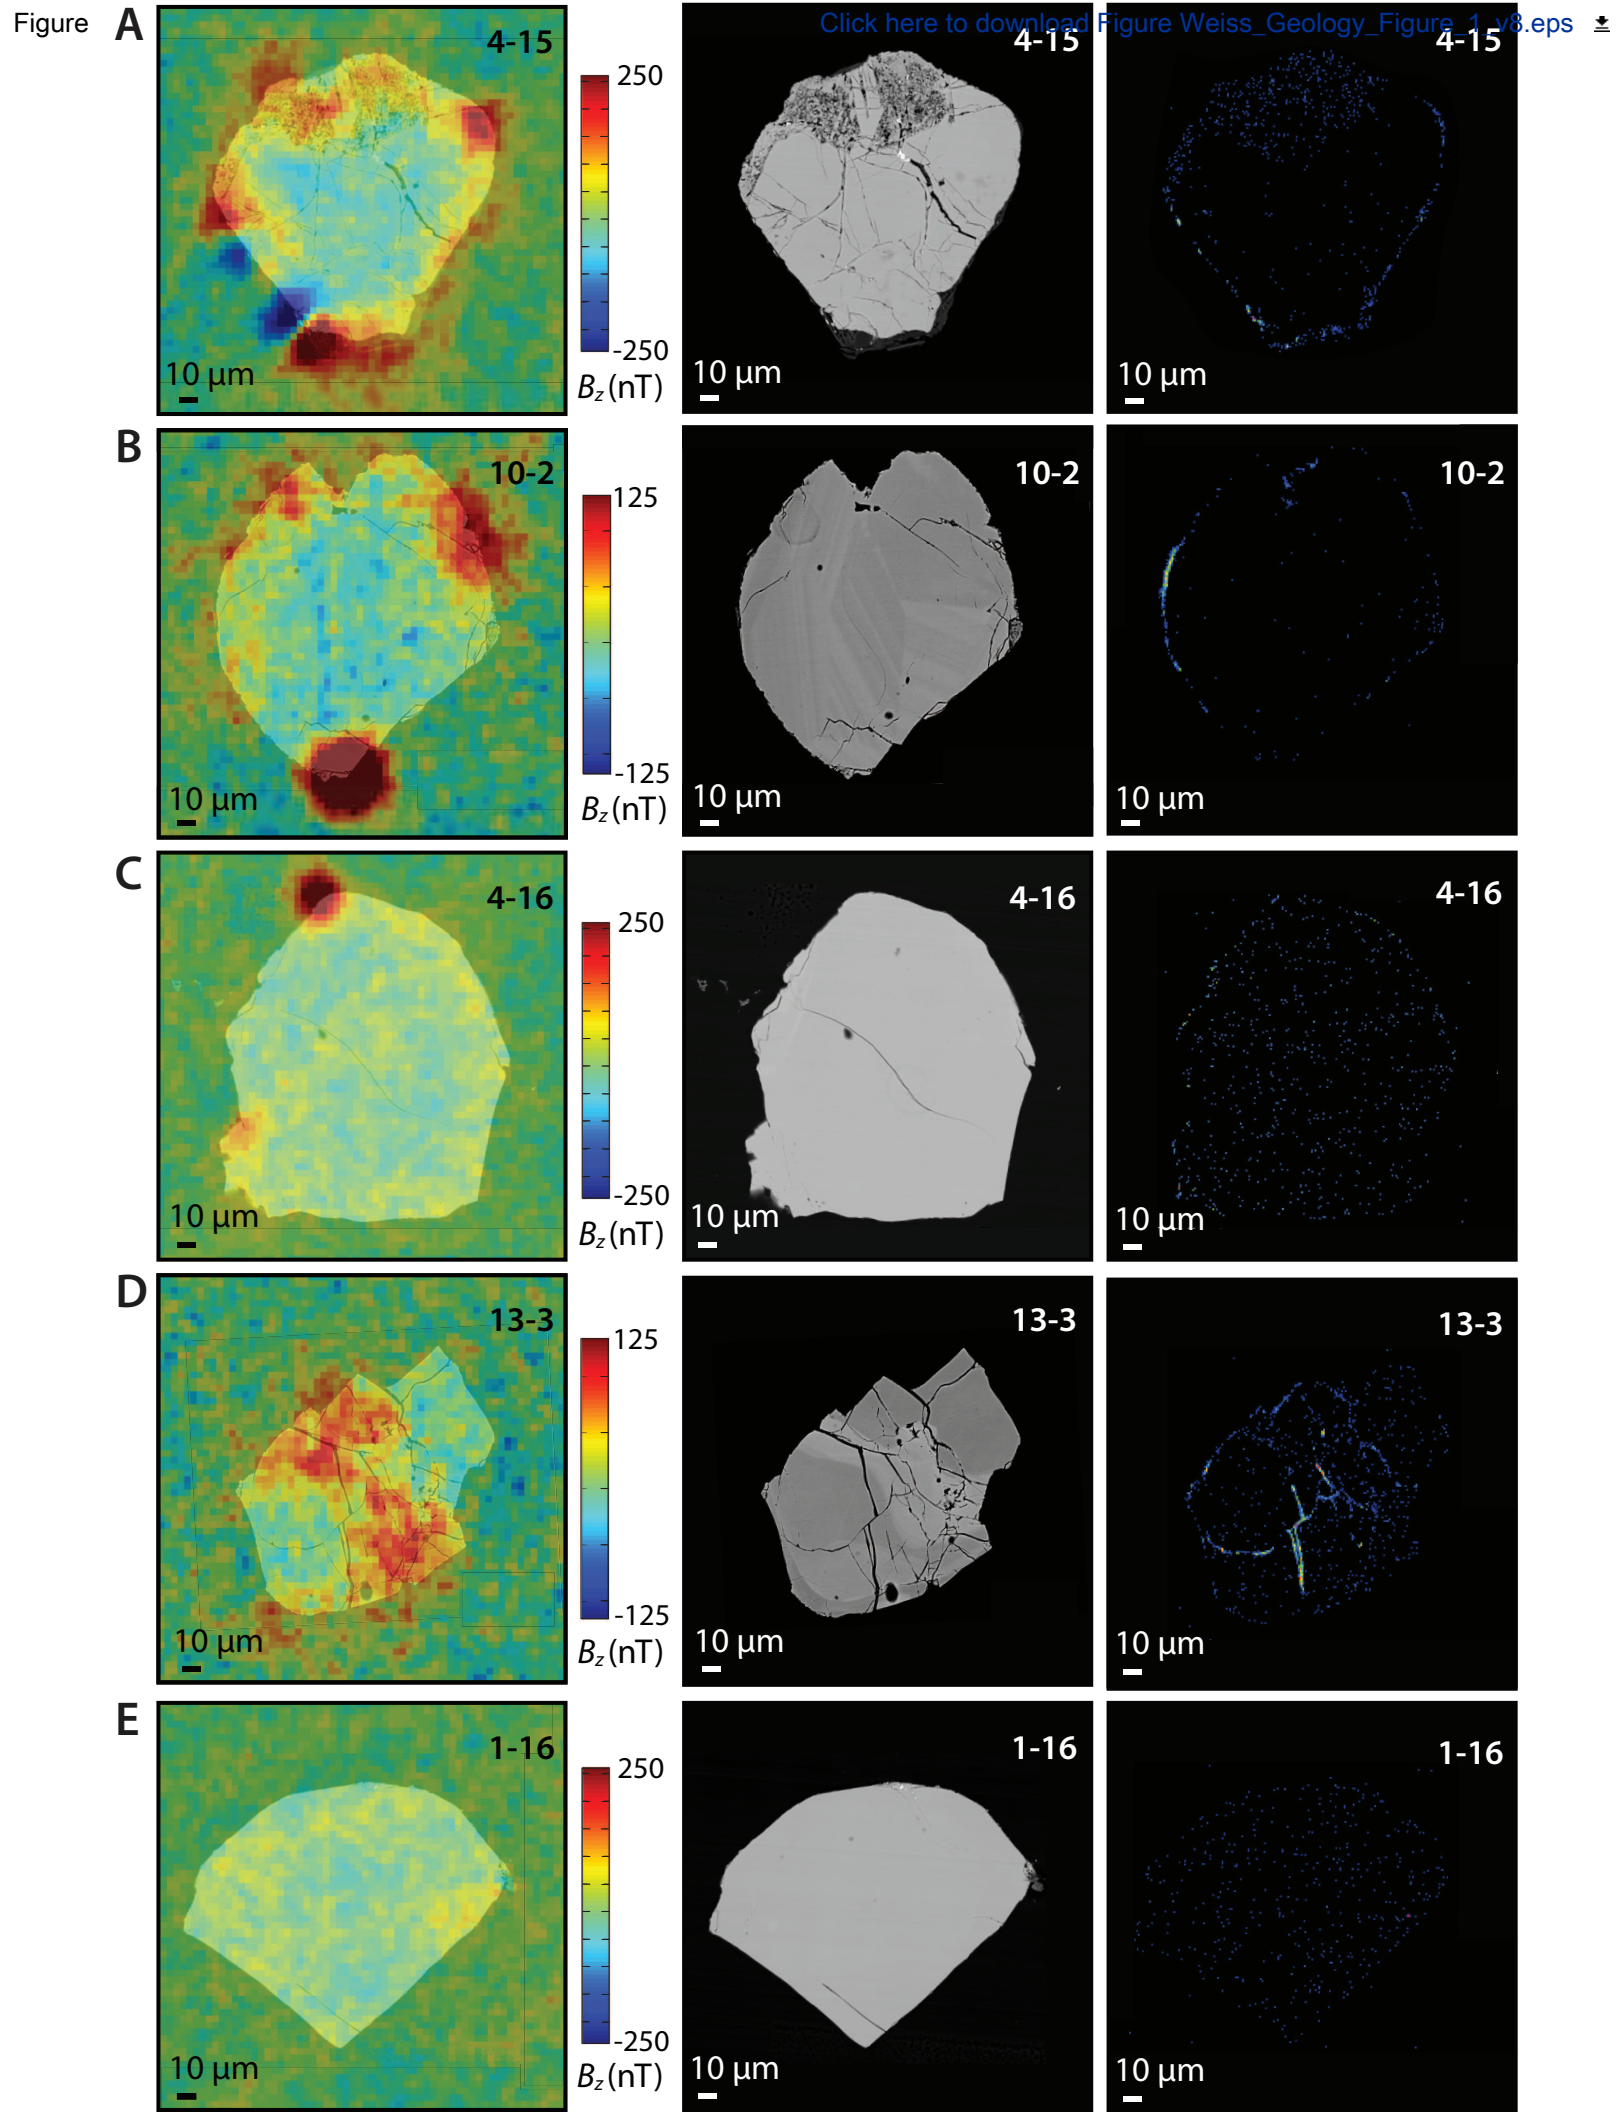 Figure
Click here to download Figure Weiss_Geology_Figure_1_v8.eps
A
4-15
250
-250
Bz (nT)
10 µm
4-15
10 µm
4-15
10 µm
B
10-2
125
-125
Bz (nT)
10 µm
10-2
10 µm
10-2
10 µm
C
4-16
250
-250
Bz (nT)
10 µm
4-16
10 µm
4-16
10 µm
D
13-3
125
-125
Bz (nT)
10 µm
13-3
10 µm
13-3
10 µm
E
1-16
250
-250
Bz (nT)
10 µm
1-16
10 µm
1-16
10 µm